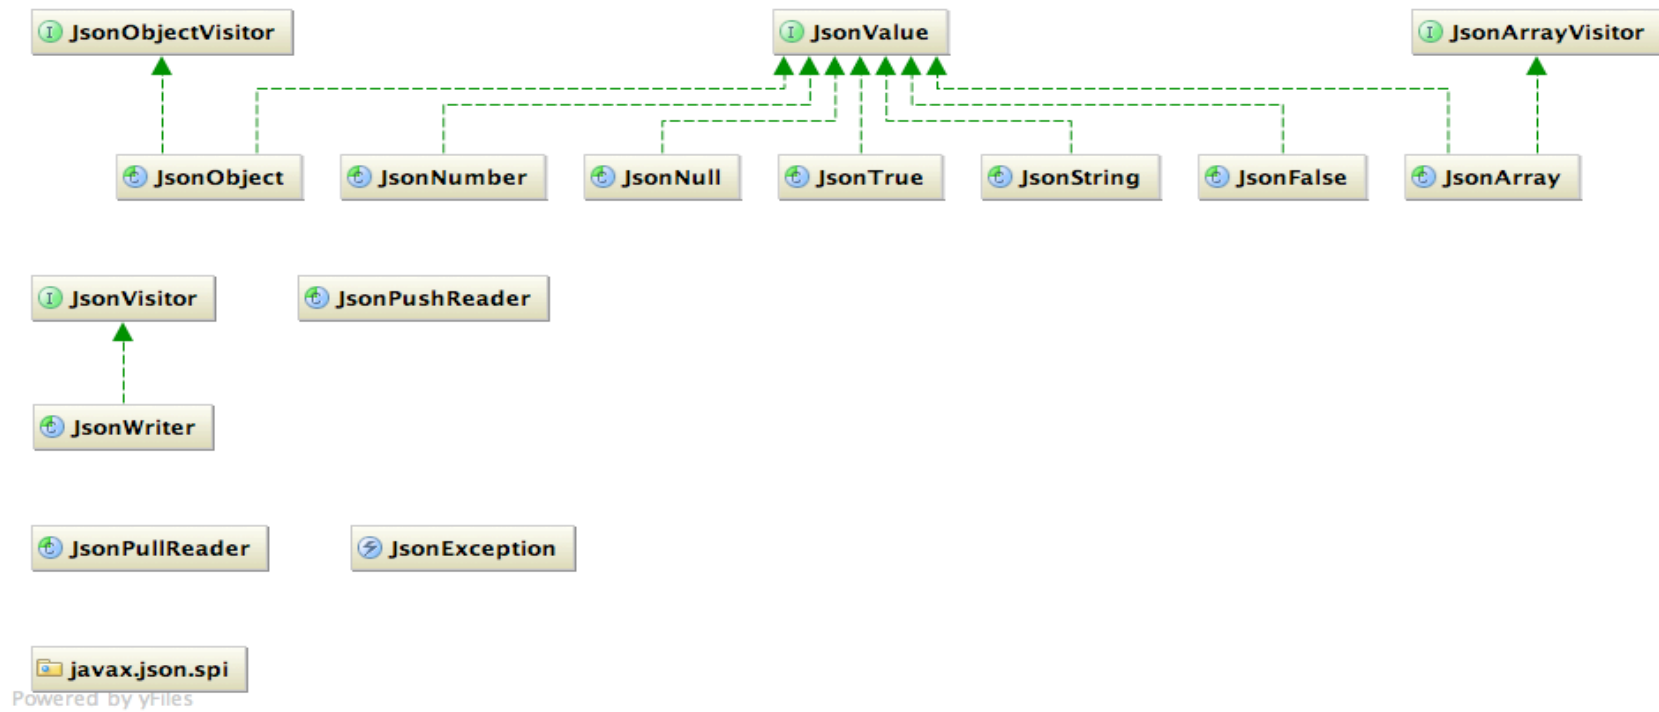 JsonObjectVisitor JsonValue JsonArrayVisitor
JsonObject JsonNumber JsonNull JsonTrue JsonString JsonFalse JsonArray
JsonVisitor JsonPushReader
JsonWriter
JsonPullReader JsonException
javax.json.spi
Powered by yFiles